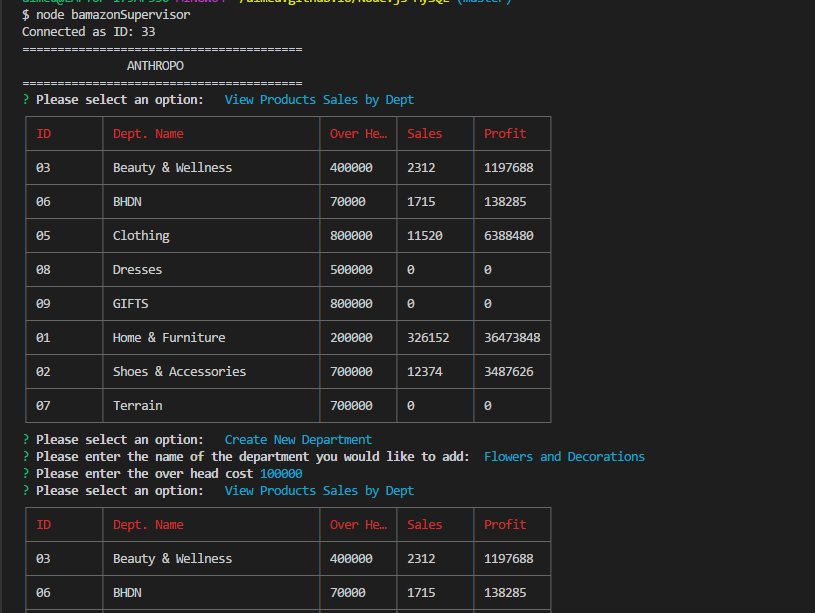 $ node bamazonSupervisor
Connected as ID: 33
========================================
ANTHROPO
========================================
? Please select an option: View Products Sales by Dept
ID Dept. Name Over He… Sales Profit
03 Beauty & Wellness 400000 2312 1197688
06 BHDN 70000 1715 138285
05 Clothing 800000 11520 6388480
08 Dresses 500000 0 0
09 GIFTS 800000 0 0
01 Home & Furniture 200000 326152 36473848
02 Shoes & Accessories 700000 12374 3487626
07 Terrain 700000 0 0
? Please select an option: Create New Department
? Please enter the name of the department you would like to add: Flowers and Decorations
? Please enter the over head cost 100000
? Please select an option: View Products Sales by Dept
ID Dept. Name Over He… Sales Profit
03 Beauty & Wellness 400000 2312 1197688
06 BHDN 70000 1715 138285